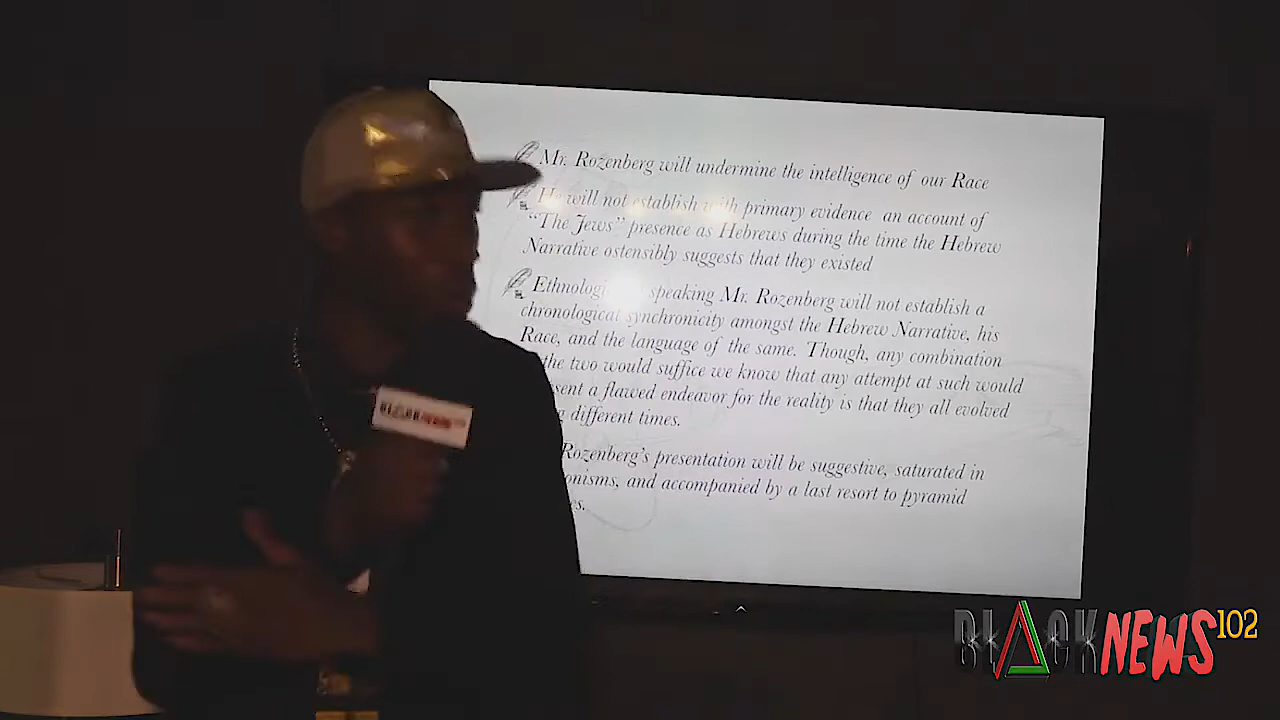 Mr. Rozenberg will undermine the intelligence of our Race
He will not establish with primary evidence an account of
"The Jews" presence as Hebrews during the time the Hebrew
Narrative ostensibly suggests that they existed
speaking Mr. Rozenberg will not establish a
chronological synchronicity amongst the Hebrew Narrative, his
Race, and the language of the same. Though, any combination
the two would suffice we know that any attempt at such would
a flawed endeavor for the reality is that they all evolved
different times.
Rozenberg's presentation will be suggestive, saturated in
and accompanied by a last resort to pyramid
BLACKNEWS102